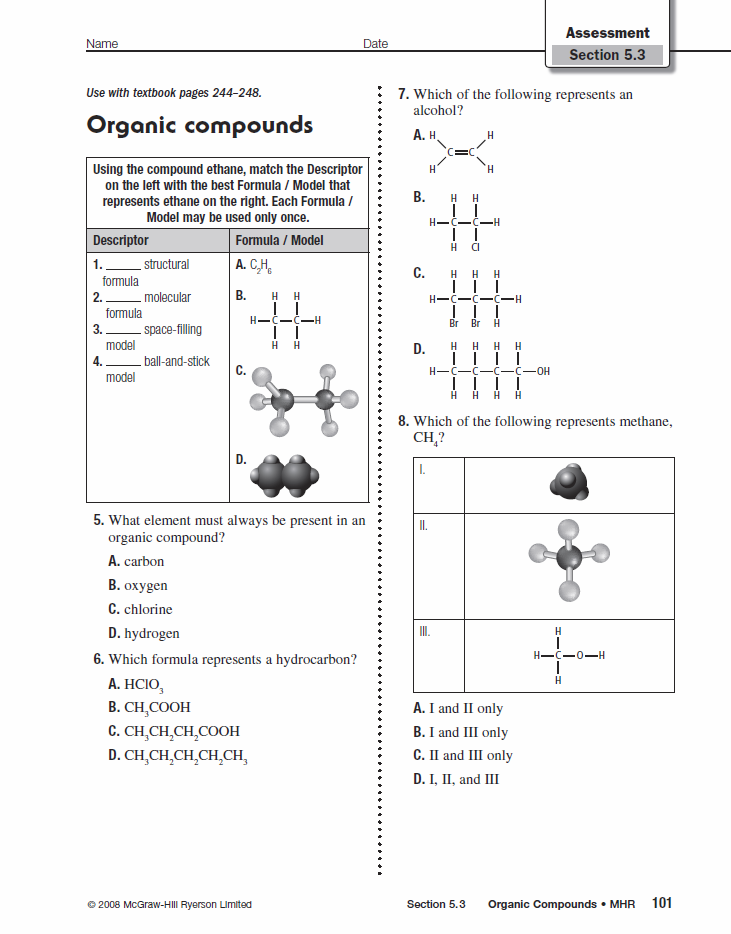 Name Date
Assessment
Section 5.3
Use with textbook pages 244–248.
Organic compounds
Using the compound ethane, match the Descriptor
on the left with the best Formula / Model that
represents ethane on the right. Each Formula /
Model may be used only once.
Descriptor Formula / Model
1. _____ structural
formula
2. _____ molecular
formula
3. _____ space-filling
model
4. _____ ball-and-stick
model
A. C₂H₆
B. H H
H—C—C—H
H H
C.
D.
5. What element must always be present in an
organic compound?
A. carbon
B. oxygen
C. chlorine
D. hydrogen
6. Which formula represents a hydrocarbon?
A. HClO₃
B. CH₃COOH
C. CH₃CH₂CH₂COOH
D. CH₃CH₂CH₂CH₂CH₃
7. Which of the following represents an
alcohol?
A. H H
C=C
H H
B. H H
H—C—C—H
H Cl
C. H H H
H—C—C—C—H
Br Br H
D. H H H H
H—C—C—C—C—OH
H H H H
8. Which of the following represents methane,
CH₄?
I.
II.
III.
H
H—C—O—H
H
A. I and II only
B. I and III only
C. II and III only
D. I, II, and III
© 2008 McGraw-Hill Ryerson Limited
Section 5.3 Organic Compounds • MHR 101